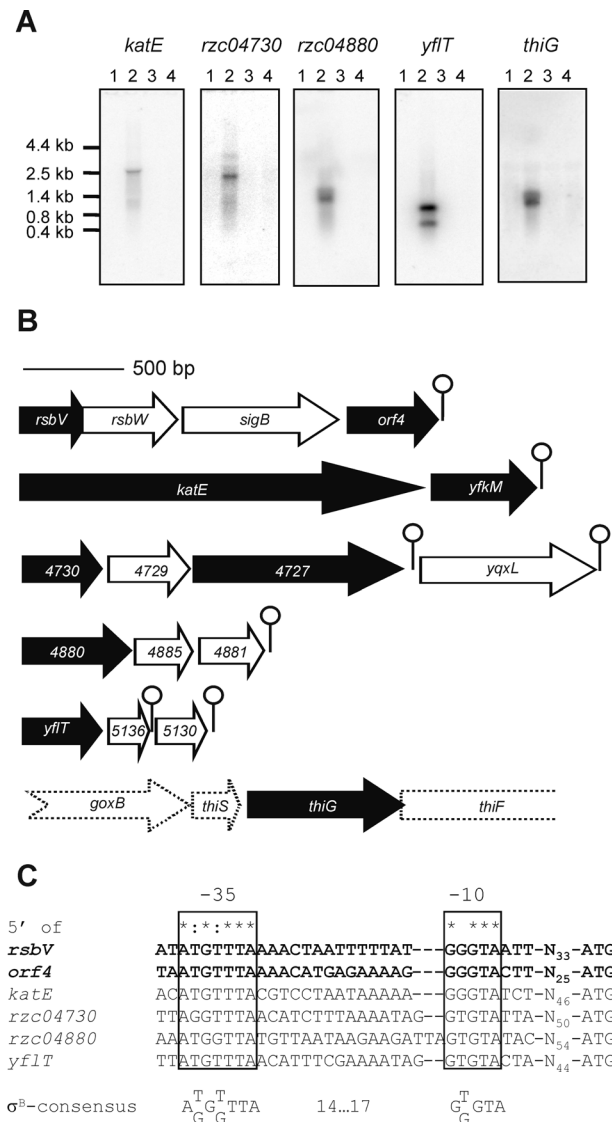 A
katE rzc04730 rzc04880 yflT thiG
1 2 3 4 1 2 3 4 1 2 3 4 1 2 3 4 1 2 3 4
4.4 kb
2.5 kb
1.4 kb
0.8 kb
0.4 kb
B
500 bp
rsbV rsbW sigB orf4
katE yfkM
4730 4729 4727 yqxL
4880 4885 4881
yflT 5136 5130
goxB thiS thiG thiF
C
-35 -10
5' of *:*:*** * ***
rsbV ATATGTTTAAAACTAATTTTTAT---GGGTAATT-N33-ATG
orf4 TAATGTTTAAAACATGAGAAAAG---GGGTACTT-N25-ATG
katE ACATGTTTACGTCCTAATAAAAA---GGGTATCT-N46-ATG
rzc04730 TTAGGTTTAACATCTTTAAAATAG--GTGTATTA-N50-ATG
rzc04880 AAATGGTTATGTTAATAAGAAGATTAGTGTATAC-N54-ATG
yflT TTATGTTTAACATTTCGAAAATAG--GTGTACTA-N44-ATG
σB-consensus ATGTTTA 14...17 GTGTA
G G G